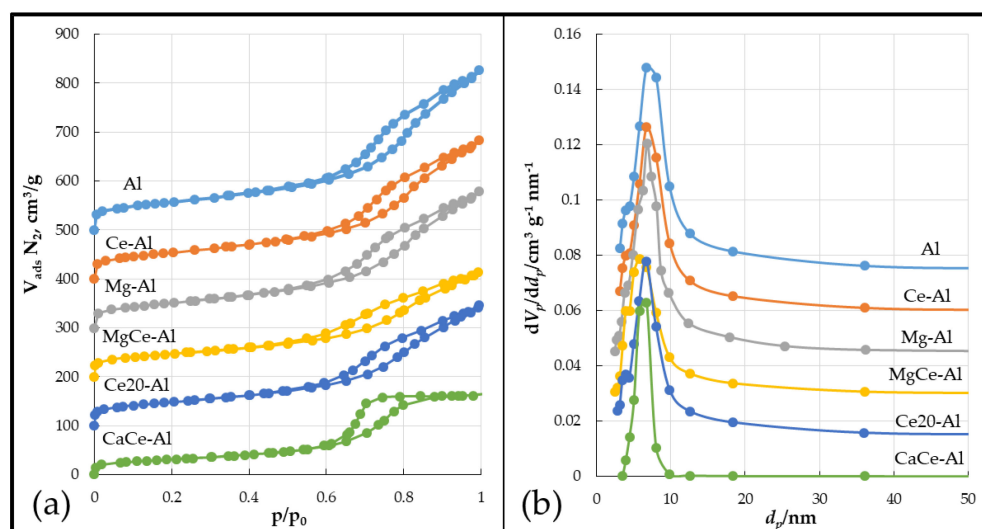 900
800
700
600
500
400
300
200
100
0
V_ads N₂, cm³/g
Al
Ce-Al
Mg-Al
MgCe-Al
Ce20-Al
CaCe-Al
(a)
0 0.2 0.4 0.6 0.8 1
p/p₀
0.16
0.14
0.12
0.1
0.08
0.06
0.04
0.02
0
dVₚ/ddₚ/cm³ g⁻¹ nm⁻¹
(b)
Al
Ce-Al
Mg-Al
MgCe-Al
Ce20-Al
CaCe-Al
0 10 20 30 40 50
dₚ/nm